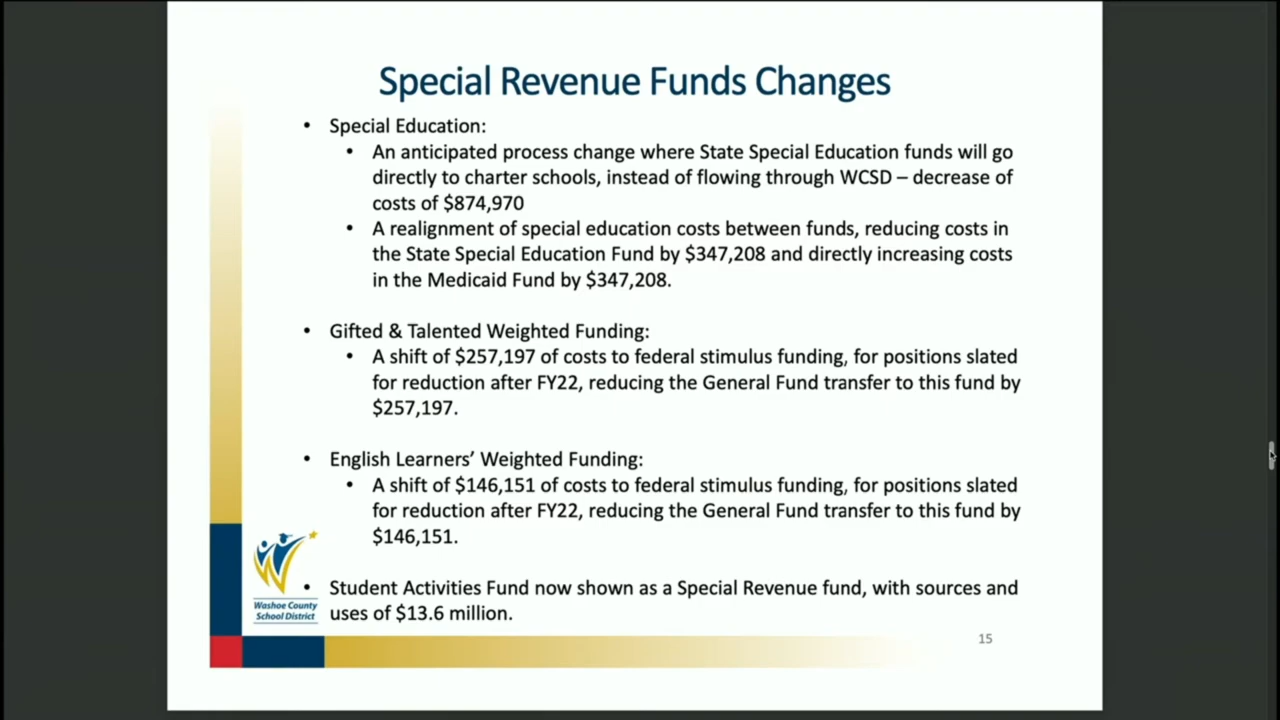 Special Revenue Funds Changes
• Special Education:
• An anticipated process change where State Special Education funds will go
directly to charter schools, instead of flowing through WCSD – decrease of
costs of $874,970
• A realignment of special education costs between funds, reducing costs in
the State Special Education Fund by $347,208 and directly increasing costs
in the Medicaid Fund by $347,208.
• Gifted & Talented Weighted Funding:
• A shift of $257,197 of costs to federal stimulus funding, for positions slated
for reduction after FY22, reducing the General Fund transfer to this fund by
$257,197.
• English Learners’ Weighted Funding:
• A shift of $146,151 of costs to federal stimulus funding, for positions slated
for reduction after FY22, reducing the General Fund transfer to this fund by
$146,151.
• Student Activities Fund now shown as a Special Revenue fund, with sources and
uses of $13.6 million.
Washoe County
School District
15